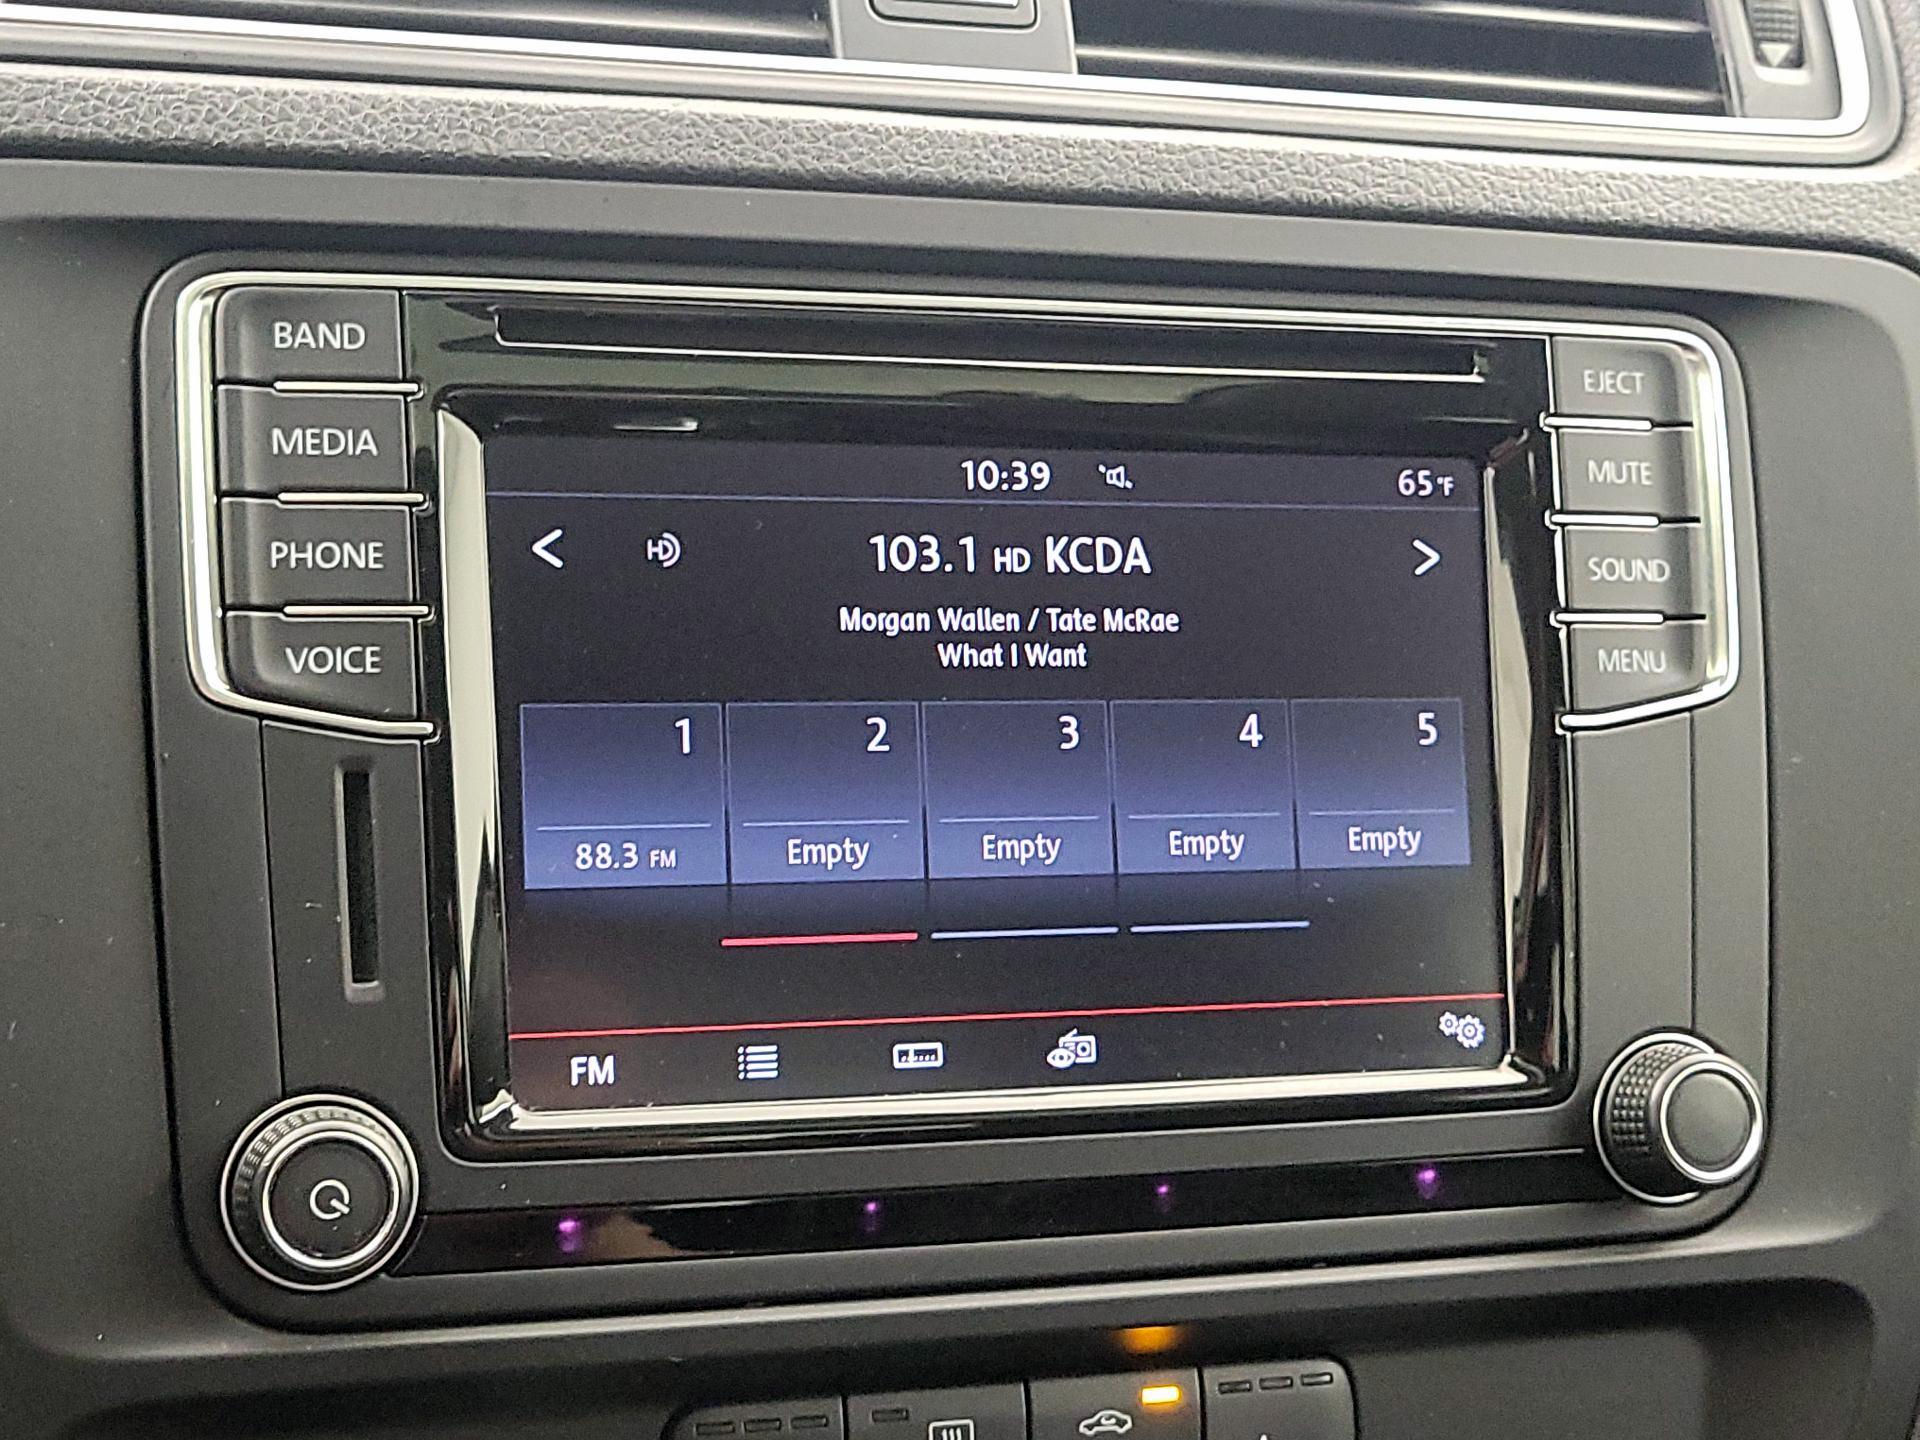 BAND
MEDIA
PHONE
VOICE
EJECT
MUTE
SOUND
MENU
10:39
65°F
< HD 103.1 HD KCDA >
Morgan Wallen / Tate McRae
What I Want
1 2 3 4 5
88.3 FM Empty Empty Empty Empty
FM